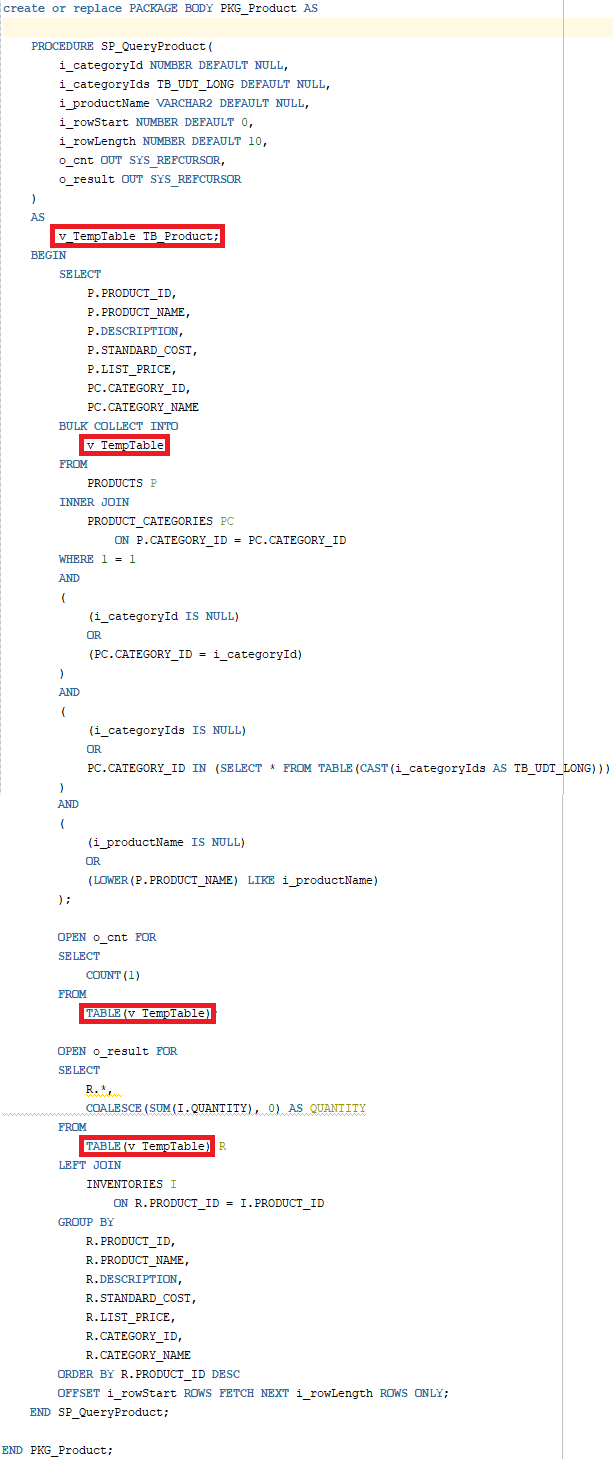 create or replace PACKAGE BODY PKG_Product AS
PROCEDURE SP_QueryProduct(
i_categoryId NUMBER DEFAULT NULL,
i_categoryIds TB_UDT_LONG DEFAULT NULL,
i_productName VARCHAR2 DEFAULT NULL,
i_rowStart NUMBER DEFAULT 0,
i_rowLength NUMBER DEFAULT 10,
o_cnt OUT SYS_REFCURSOR,
o_result OUT SYS_REFCURSOR
)
AS
v_TempTable TB_Product;
BEGIN
SELECT
P.PRODUCT_ID,
P.PRODUCT_NAME,
P.DESCRIPTION,
P.STANDARD_COST,
P.LIST_PRICE,
PC.CATEGORY_ID,
PC.CATEGORY_NAME
BULK COLLECT INTO
v_TempTable
FROM
PRODUCTS P
INNER JOIN
PRODUCT_CATEGORIES PC
ON P.CATEGORY_ID = PC.CATEGORY_ID
WHERE 1 = 1
AND
(
(i_categoryId IS NULL)
OR
(PC.CATEGORY_ID = i_categoryId)
)
AND
(
(i_categoryIds IS NULL)
OR
PC.CATEGORY_ID IN (SELECT * FROM TABLE(CAST(i_categoryIds AS TB_UDT_LONG)))
)
AND
(
(i_productName IS NULL)
OR
(LOWER(P.PRODUCT_NAME) LIKE i_productName)
);
OPEN o_cnt FOR
SELECT
COUNT(1)
FROM
TABLE(v_TempTable);
OPEN o_result FOR
SELECT
R.*,
COALESCE(SUM(I.QUANTITY), 0) AS QUANTITY
FROM
TABLE(v_TempTable) R
LEFT JOIN
INVENTORIES I
ON R.PRODUCT_ID = I.PRODUCT_ID
GROUP BY
R.PRODUCT_ID,
R.PRODUCT_NAME,
R.DESCRIPTION,
R.STANDARD_COST,
R.LIST_PRICE,
R.CATEGORY_ID,
R.CATEGORY_NAME
ORDER BY R.PRODUCT_ID DESC
OFFSET i_rowStart ROWS FETCH NEXT i_rowLength ROWS ONLY;
END SP_QueryProduct;
END PKG_Product;